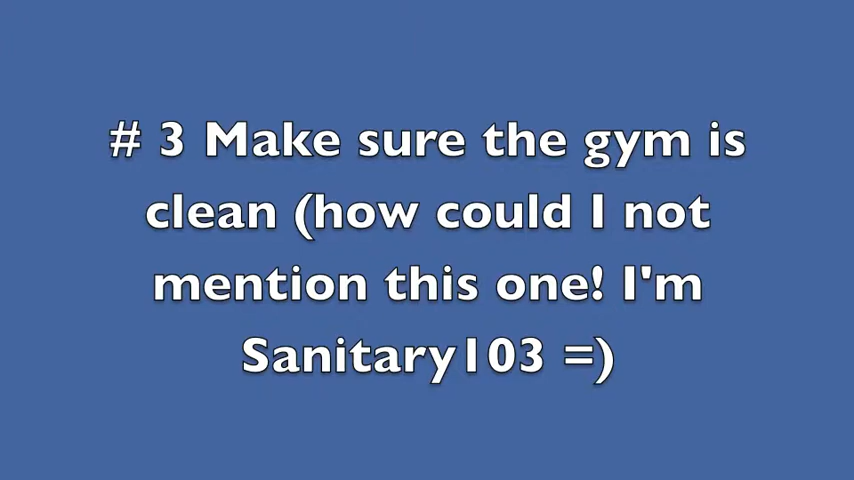 # 3 Make sure the gym is
clean (how could I not
mention this one! I'm
Sanitary103 =)